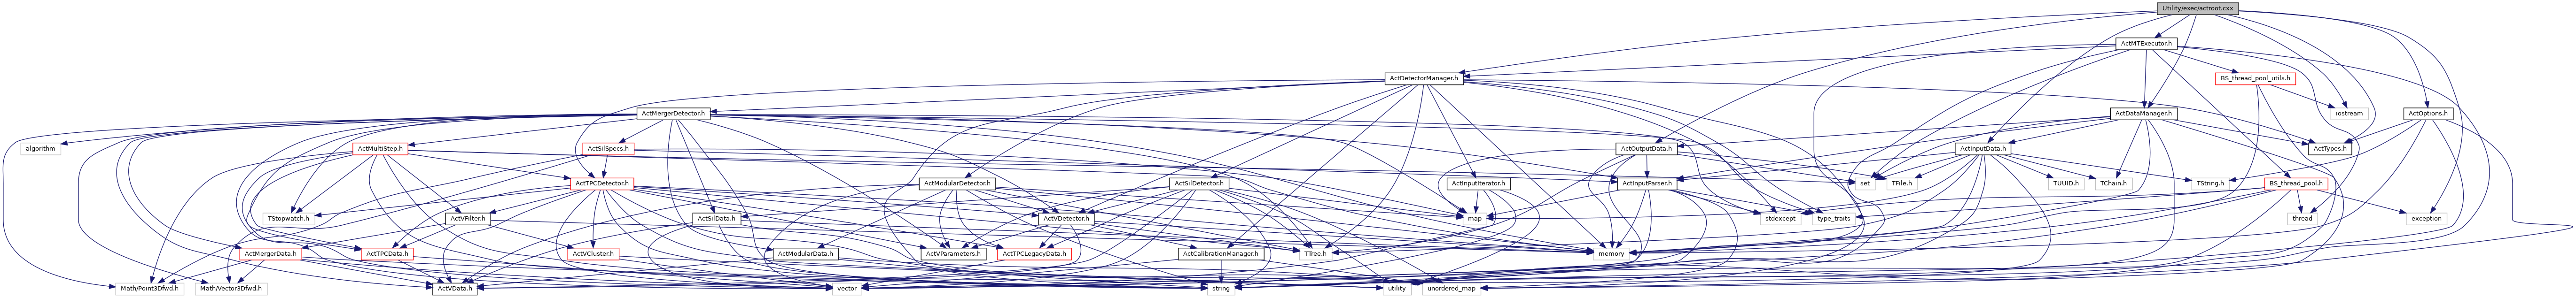 Utility/exec/actroot.cxx
ActMTExecutor.h
ActDetectorManager.h
BS_thread_pool_utils.h
ActMergerDetector.h
ActDataManager.h
iostream
ActOptions.h
algorithm
ActMultiStep.h
ActSilSpecs.h
ActOutputData.h
ActInputData.h
ActTypes.h
ActTPCDetector.h
ActModularDetector.h
ActSilDetector.h
ActInputIterator.h
ActInputParser.h
set
TFile.h
TUUID.h
TChain.h
TString.h
BS_thread_pool.h
TStopwatch.h
ActVFilter.h
ActSilData.h
ActVDetector.h
map
stdexcept
type_traits
thread
exception
ActMergerData.h
ActTPCData.h
ActVCluster.h
ActModularData.h
ActVParameters.h
ActTPCLegacyData.h
ActCalibrationManager.h
TTree.h
memory
Math/Point3Dfwd.h
Math/Vector3Dfwd.h
ActVData.h
vector
string
utility
unordered_map